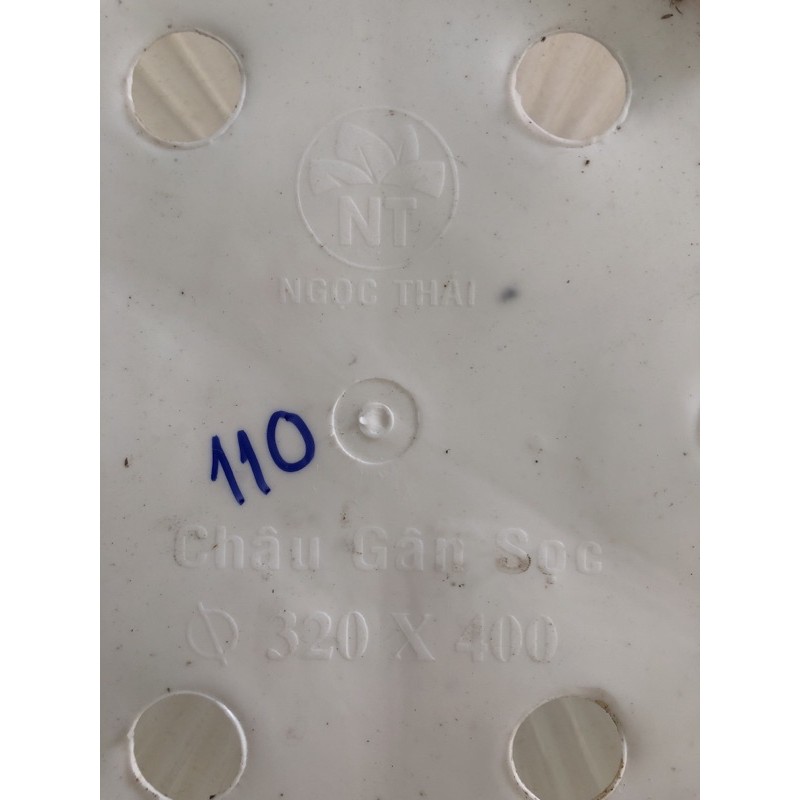 NT
NGỌC THÁI
110
Chậu Gân Sọc
Ø 320 X 400